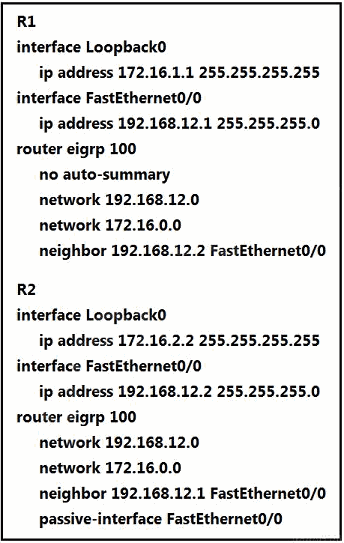 R1
interface Loopback0
ip address 172.16.1.1 255.255.255.255
interface FastEthernet0/0
ip address 192.168.12.1 255.255.255.0
router eigrp 100
no auto-summary
network 192.168.12.0
network 172.16.0.0
neighbor 192.168.12.2 FastEthernet0/0
R2
interface Loopback0
ip address 172.16.2.2 255.255.255.255
interface FastEthernet0/0
ip address 192.168.12.2 255.255.255.0
router eigrp 100
network 192.168.12.0
network 172.16.0.0
neighbor 192.168.12.1 FastEthernet0/0
passive-interface FastEthernet0/0